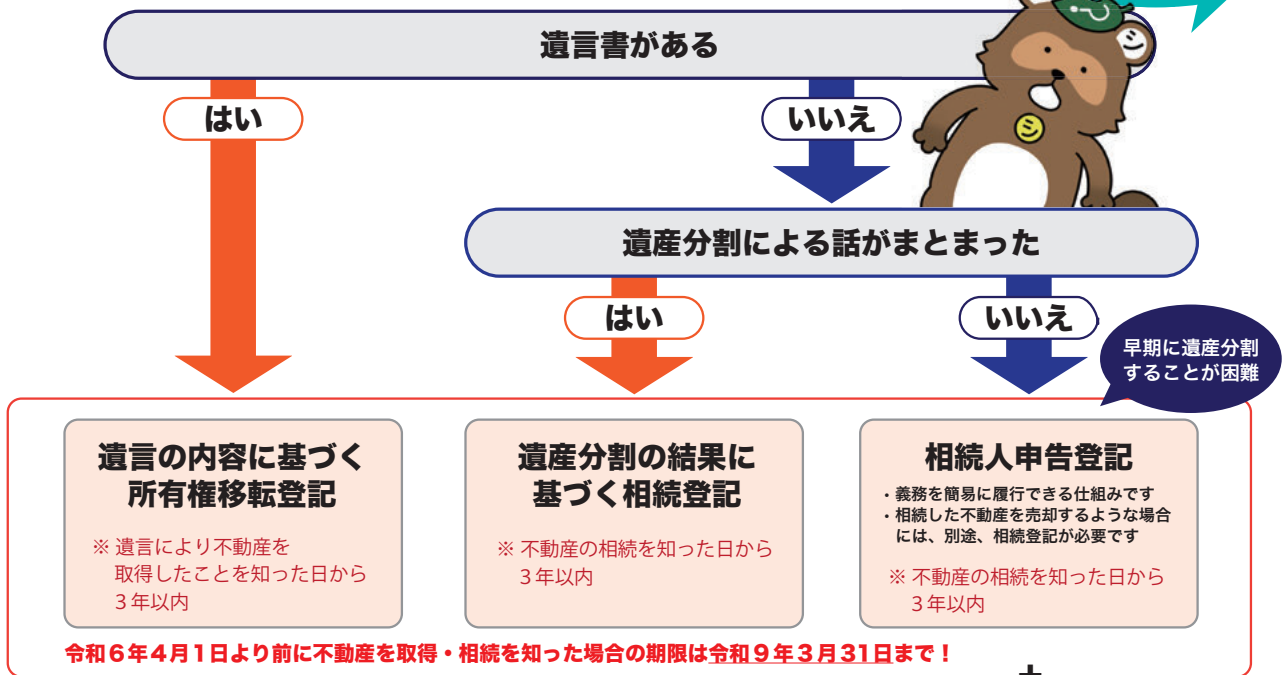 遺言書がある
はい
いいえ
遺産分割による話がまとまった
はい
いいえ
早期に遺産分割
することが困難
遺言の内容に基づく
所有権移転登記
※ 遺言により不動産を
取得したことを知った日から
3年以内
遺産分割の結果に
基づく相続登記
※ 不動産の相続を知った日から
3年以内
相続人申告登記
・義務を簡易に履行できる仕組みです
・相続した不動産を売却するような場合
には、別途、相続登記が必要です
※ 不動産の相続を知った日から
3年以内
令和6年4月1日より前に不動産を取得・相続を知った場合の期限は令和9年3月31日まで！
?
シ
シ
+